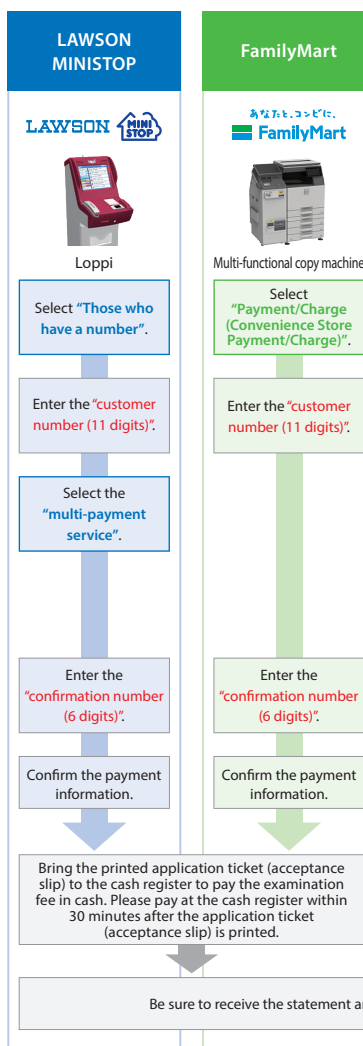 LAWSON
MINISTOP
LAWSON MINI STOP
Loppi
Select “Those who
have a number”.
Enter the “customer
number (11 digits)”.
Select the
“multi-payment
service”.
Enter the
“confirmation number
(6 digits)”.
Confirm the payment
information.
FamilyMart
あなたと、コンビに、
FamilyMart
Multi-functional copy machine
Select
“Payment/Charge
(Convenience Store
Payment/Charge)”.
Enter the “customer
number (11 digits)”.
Enter the
“confirmation number
(6 digits)”.
Confirm the payment
information.
Bring the printed application ticket (acceptance
slip) to the cash register to pay the examination
fee in cash. Please pay at the cash register within
30 minutes after the application ticket
(acceptance slip) is printed.
Be sure to receive the statement